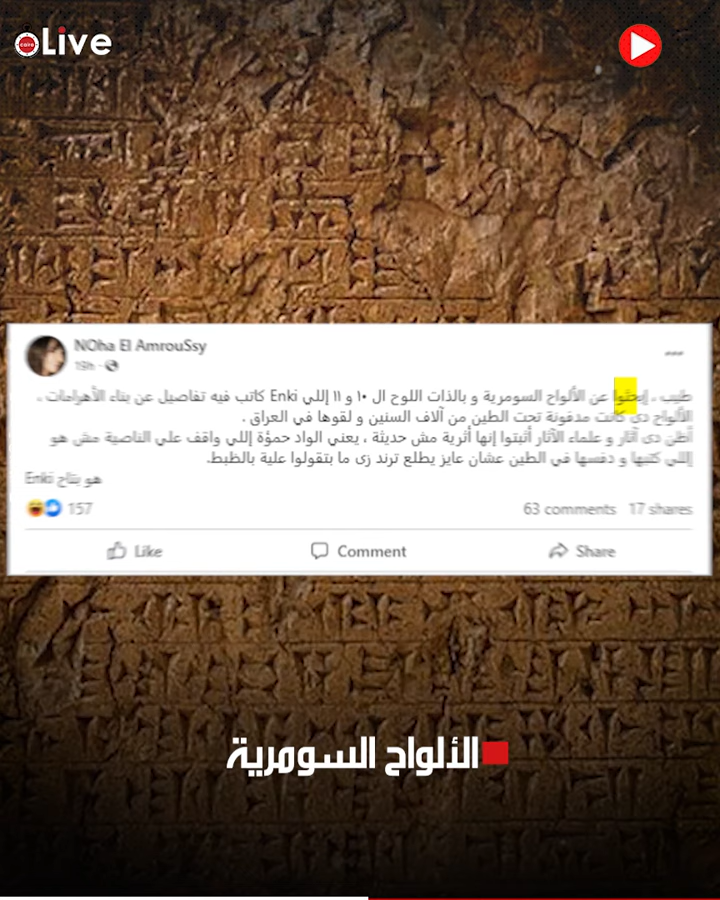 Live
NOha El AmrouSsy
19h
طيب ، إبحثوا عن الألواح السومرية و بالذات اللوح ال ١٠ و ١١ إللي Enki كاتب فيه تفاصيل عن بناء الأهرامات ،
الألواح دى كانت مدفونة تحت الطين من آلاف السنين و لقوها في العراق .
أظن دى آثار و علماء الآثار أثبتوا إنها أثرية مش حديثة ، يعني الواد حمؤة إللي واقف علي الناصية مش هو
إللي كتبها و دفسها في الطين عشان عايز يطلع ترند زى ما بتقولوا علية بالظبط.
هو بتاح Enki
157
63 comments 17 shares
Like Comment Share
الألواح السومرية